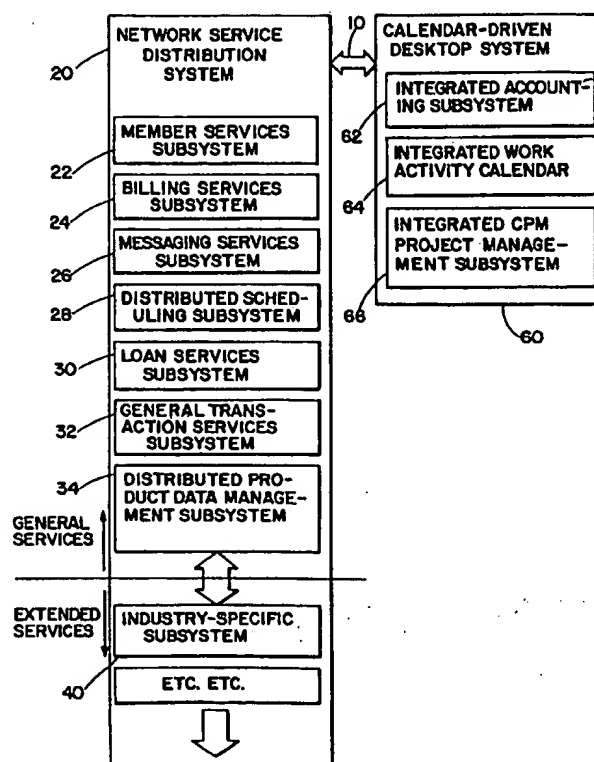 10
20
NETWORK SERVICE
DISTRIBUTION
SYSTEM
22
MEMBER SERVICES
SUBSYSTEM
24
BILLING SERVICES
SUBSYSTEM
26
MESSAGING SERVICES
SUBSYSTEM
28
DISTRIBUTED SCHED-
ULING SUBSYSTEM
30
LOAN SERVICES
SUBSYSTEM
32
GENERAL TRANS-
ACTION SERVICES
SUBSYSTEM
34
DISTRIBUTED PRO-
DUCT DATA MANAGE-
MENT SUBSYSTEM
GENERAL
SERVICES
EXTENDED
SERVICES
INDUSTRY-SPECIFIC
SUBSYSTEM
40
ETC. ETC.
CALENDAR-DRIVEN
DESKTOP SYSTEM
INTEGRATED ACCOUNT-
ING SUBSYSTEM
62
INTEGRATED WORK
ACTIVITY CALENDAR
64
INTEGRATED CPM
PROJECT MANAGE-
MENT SUBSYSTEM
66
60